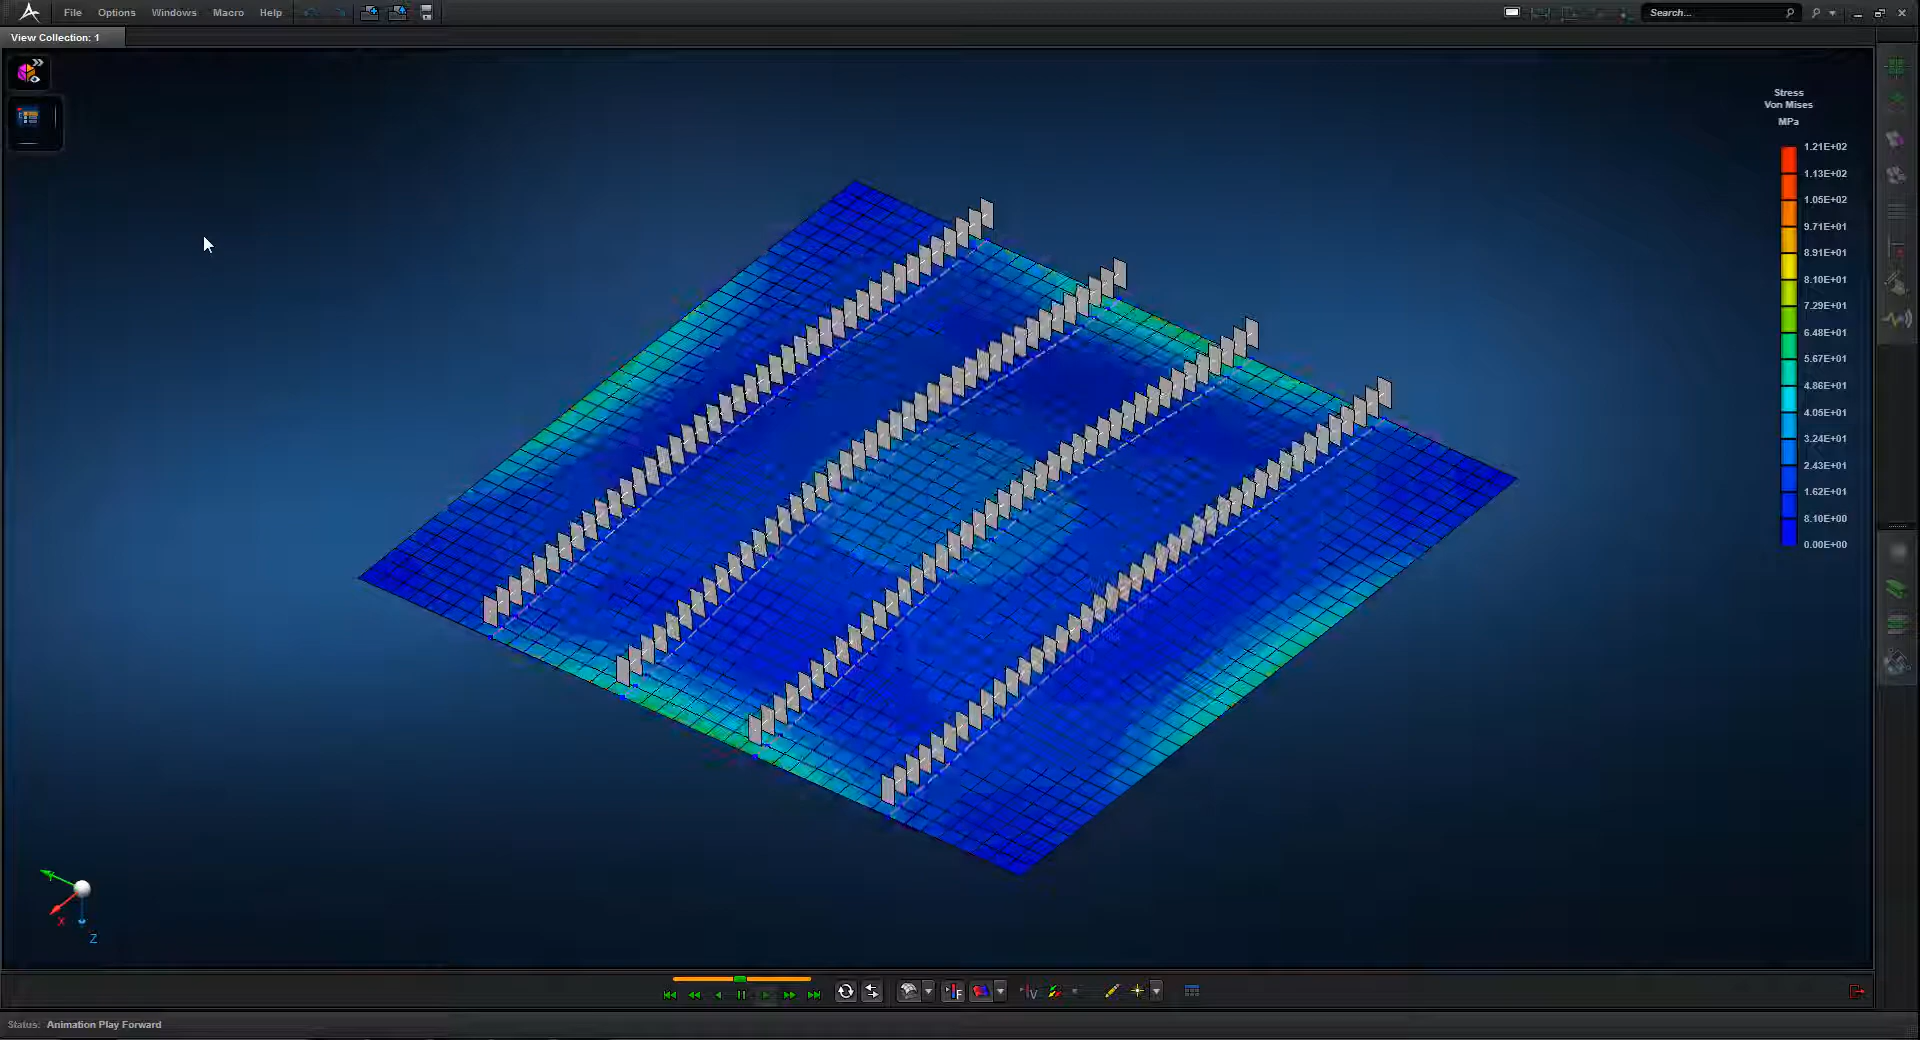 File Options Windows Macro Help
Search...
View Collection: 1
Stress
Von Mises
MPa
1.21E+02
1.13E+02
1.05E+02
9.71E+01
8.91E+01
8.10E+01
7.29E+01
6.48E+01
5.67E+01
4.86E+01
4.05E+01
3.24E+01
2.43E+01
1.62E+01
8.10E+00
0.00E+00
Y
X
Z
F
V
Status: Animation Play Forward